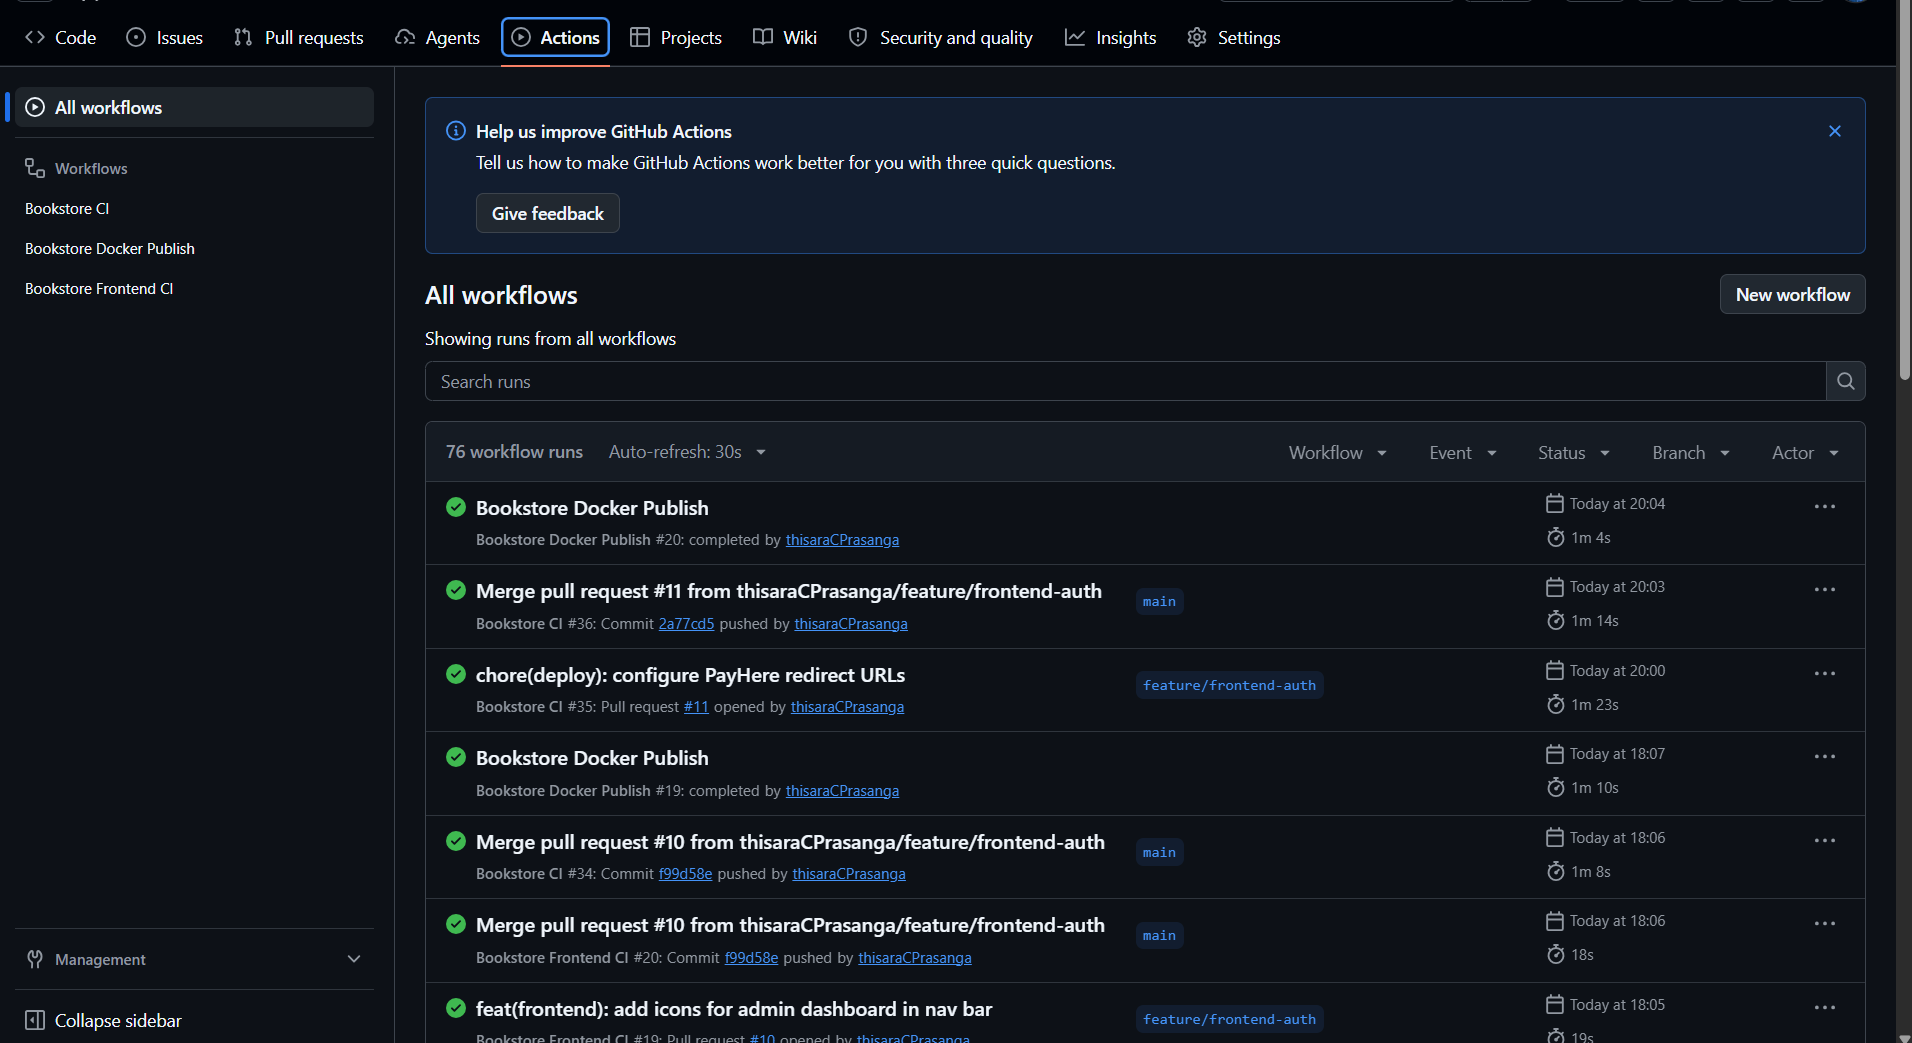 Code Issues Pull requests Agents Actions Projects Wiki Security and quality Insights Settings
All workflows
Workflows
Bookstore CI
Bookstore Docker Publish
Bookstore Frontend CI
Management
Collapse sidebar
Help us improve GitHub Actions
Tell us how to make GitHub Actions work better for you with three quick questions.
Give feedback
All workflows
New workflow
Showing runs from all workflows
Search runs
76 workflow runs Auto-refresh: 30s Workflow Event Status Branch Actor
Bookstore Docker Publish Today at 20:04
Bookstore Docker Publish #20: completed by thisaraCPrasanga 1m 4s
Merge pull request #11 from thisaraCPrasanga/feature/frontend-auth main Today at 20:03
Bookstore CI #36: Commit 2a77cd5 pushed by thisaraCPrasanga 1m 14s
chore(deploy): configure PayHere redirect URLs feature/frontend-auth Today at 20:00
Bookstore CI #35: Pull request #11 opened by thisaraCPrasanga 1m 23s
Bookstore Docker Publish Today at 18:07
Bookstore Docker Publish #19: completed by thisaraCPrasanga 1m 10s
Merge pull request #10 from thisaraCPrasanga/feature/frontend-auth main Today at 18:06
Bookstore CI #34: Commit f99d58e pushed by thisaraCPrasanga 1m 8s
Merge pull request #10 from thisaraCPrasanga/feature/frontend-auth main Today at 18:06
Bookstore Frontend CI #20: Commit f99d58e pushed by thisaraCPrasanga 18s
feat(frontend): add icons for admin dashboard in nav bar feature/frontend-auth Today at 18:05
Bookstore Frontend CI #19: Pull request #10 opened by thisaraCPrasanga 19s